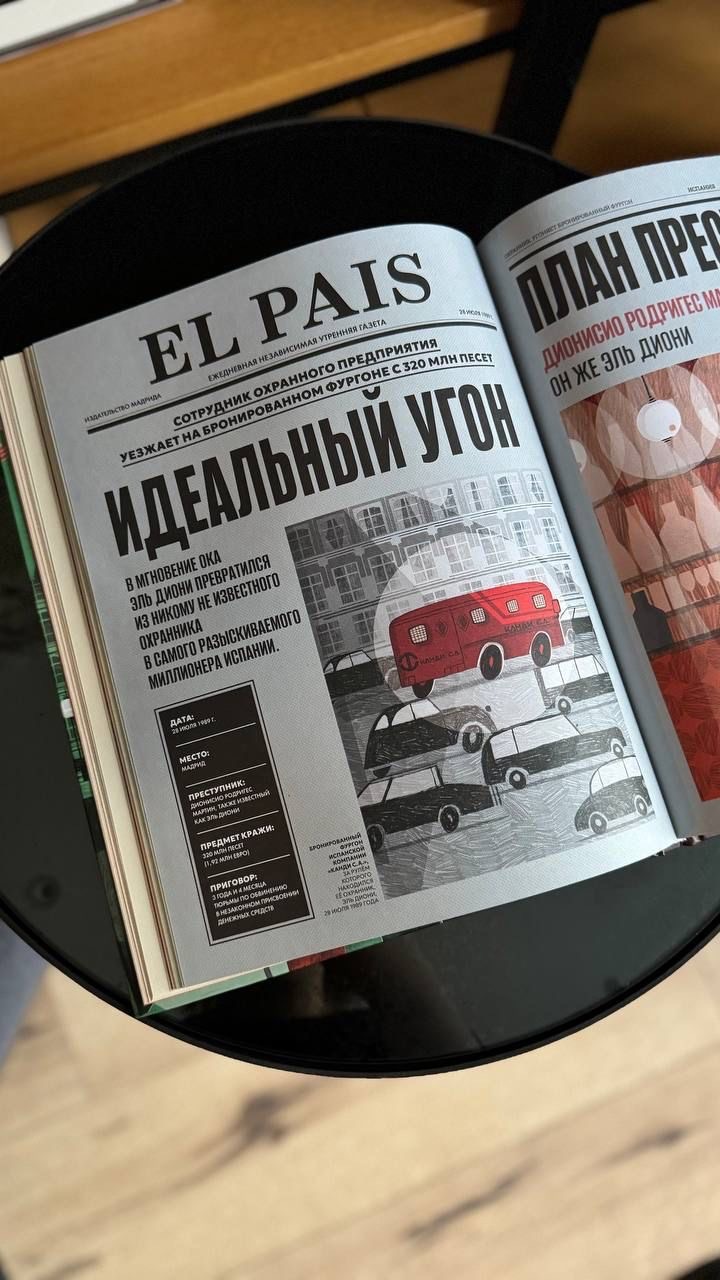 EL PAIS
ИЗДАТЕЛЬСТВО МАДРИДА
ЕЖЕДНЕВНАЯ НЕЗАВИСИМАЯ УТРЕННЯЯ ГАЗЕТА
28 ИЮЛЯ 1989 Г.
СОТРУДНИК ОХРАННОГО ПРЕДПРИЯТИЯ
УЕЗЖАЕТ НА БРОНИРОВАННОМ ФУРГОНЕ С 320 МЛН ПЕСЕТ
ИДЕАЛЬНЫЙ УГОН
В МГНОВЕНИЕ ОКА
ЭЛЬ ДИОНИ ПРЕВРАТИЛСЯ
ИЗ НИКОМУ НЕ ИЗВЕСТНОГО
ОХРАННИКА
В САМОГО РАЗЫСКИВАЕМОГО
МИЛЛИОНЕРА ИСПАНИИ.
ДАТА:
28 ИЮЛЯ 1989 Г.
МЕСТО:
МАДРИД
ПРЕСТУПНИК:
ДИОНИСИО РОДРИГЕС
МАРТИН, ТАКЖЕ ИЗВЕСТНЫЙ
КАК ЭЛЬ ДИОНИ
ПРЕДМЕТ КРАЖИ:
320 МЛН ПЕСЕТ
(1,92 МЛН ЕВРО)
ПРИГОВОР:
3 ГОДА И 4 МЕСЯЦА
ТЮРЬМЫ ПО ОБВИНЕНИЮ
В НЕЗАКОННОМ ПРИСВОЕНИИ
ДЕНЕЖНЫХ СРЕДСТВ
КАНДИ С.А.
КАНДИ С.А.
БРОНИРОВАННЫЙ
ФУРГОН
ИСПАНСКОЙ
КОМПАНИИ
«КАНДИ С.А.»,
ЗА РУЛЁМ
КОТОРОГО
НАХОДИЛСЯ
ЕЁ ОХРАННИК,
ЭЛЬ ДИОНИ,
28 ИЮЛЯ 1989 ГОДА
ОХРАННИК УГОНЯЕТ БРОНИРОВАННЫЙ ФУРГОН
ИСПАНИЯ
ПЛАН ПРЕС
ДИОНИСИО РОДРИГЕС М
ОН ЖЕ ЭЛЬ ДИОНИ